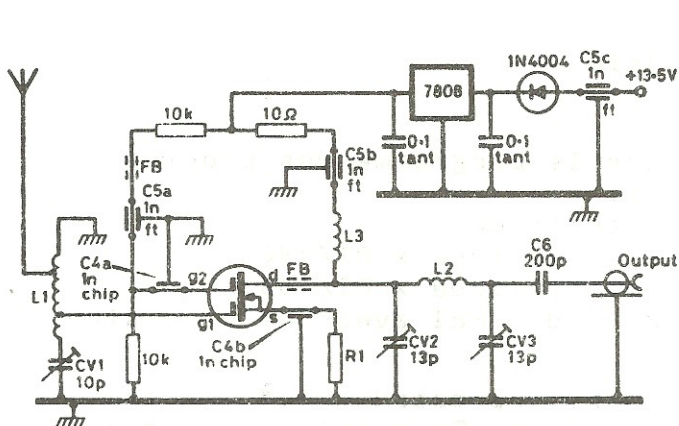 1N4004
C5c
1n
+13·5V
ft
7808
10k
10Ω
0·1
tant
0·1
tant
FB
C5b
1n
ft
C5a
1n
ft
L3
C4a
1n
chip
g2
d
FB
C6
200p
Output
L1
L2
g1
s
C4b
1n chip
CV1
10p
10k
R1
CV2
13p
CV3
13p